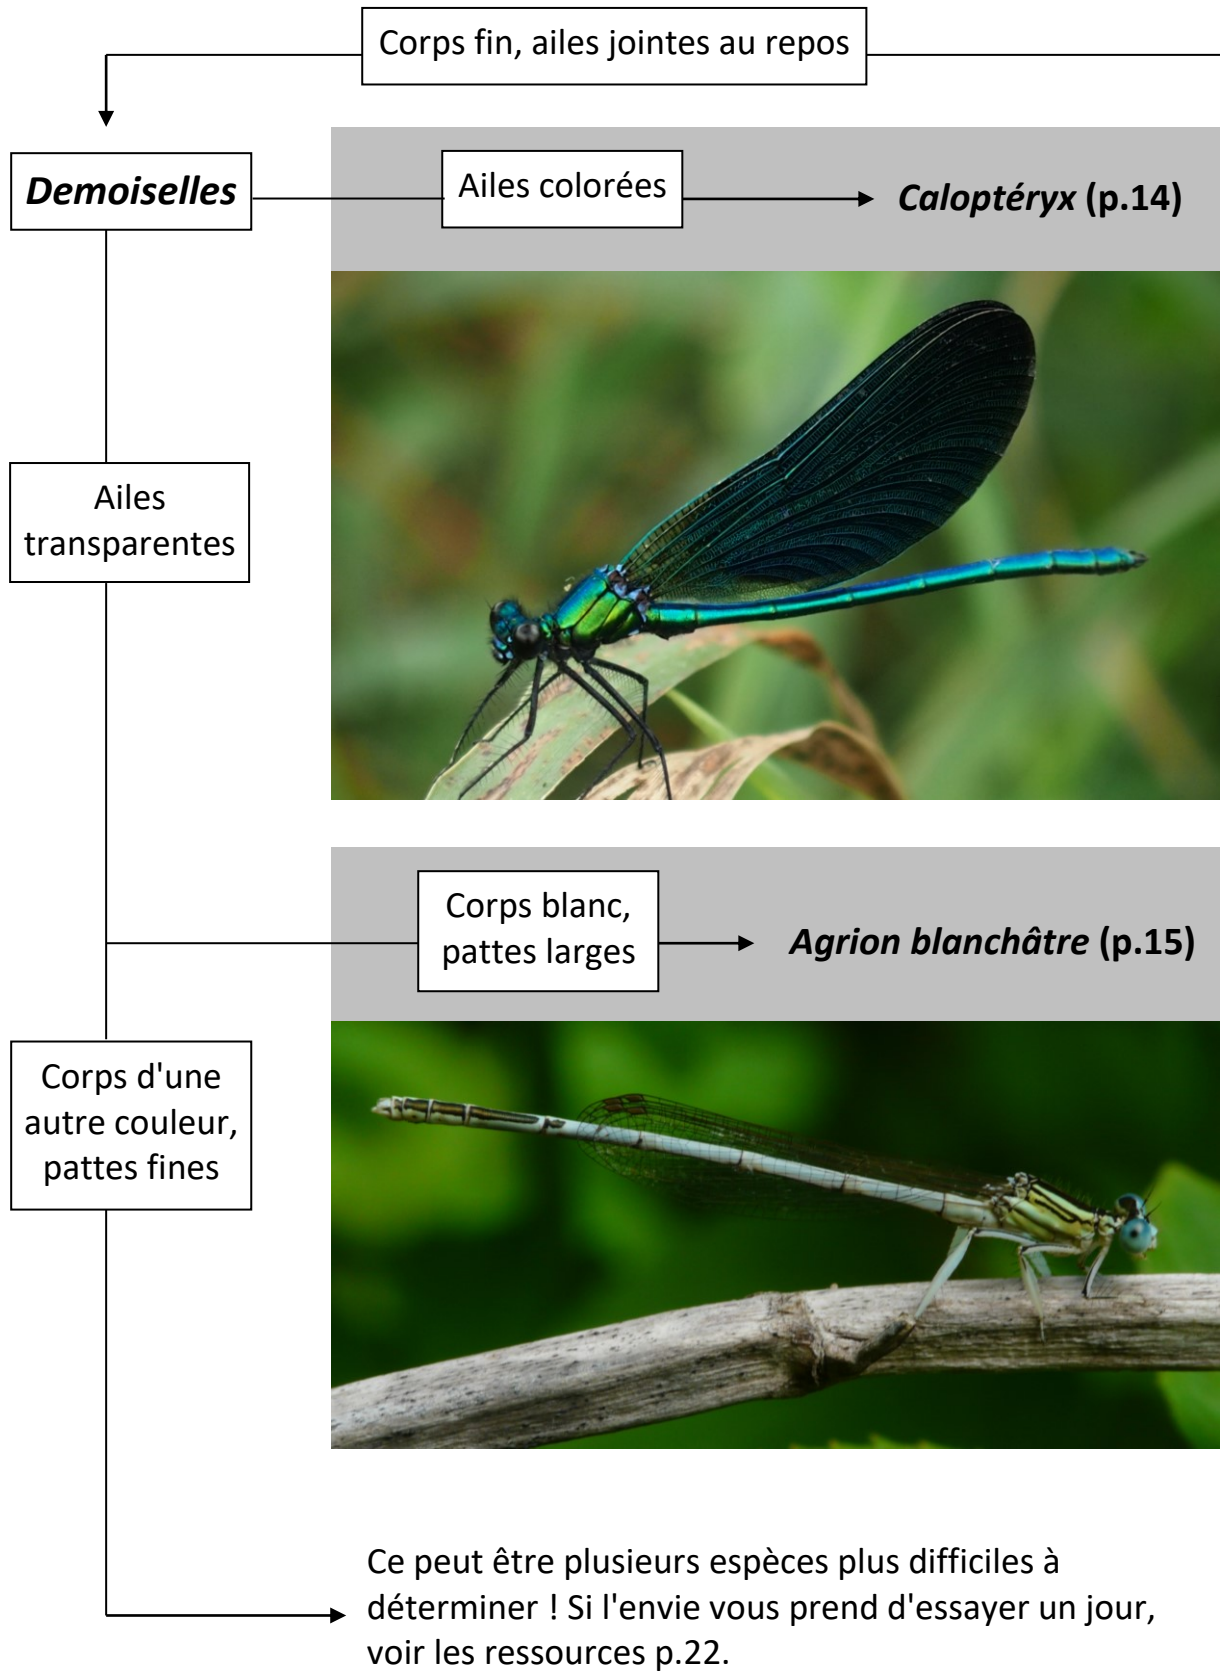 Corps fin, ailes jointes au repos
Demoiselles
Ailes colorées
Caloptéryx (p.14)
Ailes
transparentes
Corps blanc,
pattes larges
Agrion blanchâtre (p.15)
Corps d'une
autre couleur,
pattes fines
Ce peut être plusieurs espèces plus difficiles à
déterminer ! Si l'envie vous prend d'essayer un jour,
voir les ressources p.22.